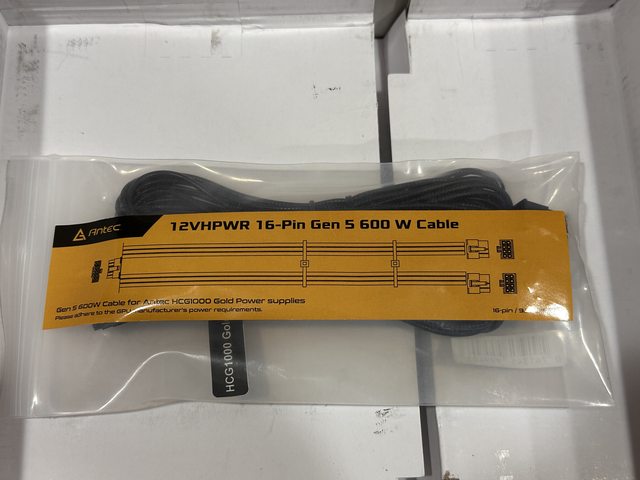 Antec
12VHPWR 16-Pin Gen 5 600 W Cable
Gen 5 600W Cable for Antec HCG1000 Gold Power supplies
Please adhere to the GPU manufacturer's power requirements.
16-pin /
HCG1000 Gol